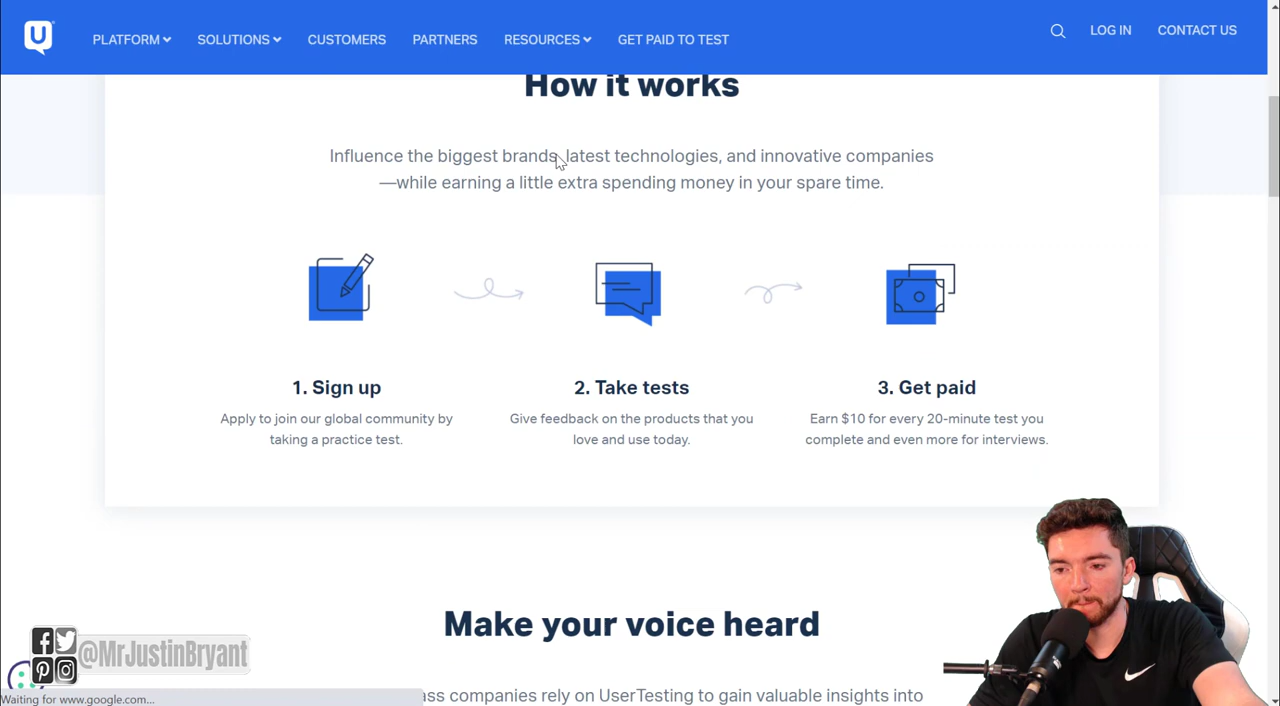 U
PLATFORM SOLUTIONS CUSTOMERS PARTNERS RESOURCES GET PAID TO TEST LOG IN CONTACT US
How it works
Influence the biggest brands, latest technologies, and innovative companies
—while earning a little extra spending money in your spare time.
1. Sign up
Apply to join our global community by
taking a practice test.
2. Take tests
Give feedback on the products that you
love and use today.
3. Get paid
Earn $10 for every 20-minute test you
complete and even more for interviews.
Make your voice heard
@MrJustinBryant
ass companies rely on UserTesting to gain valuable insights into
Waiting for www.google.com...